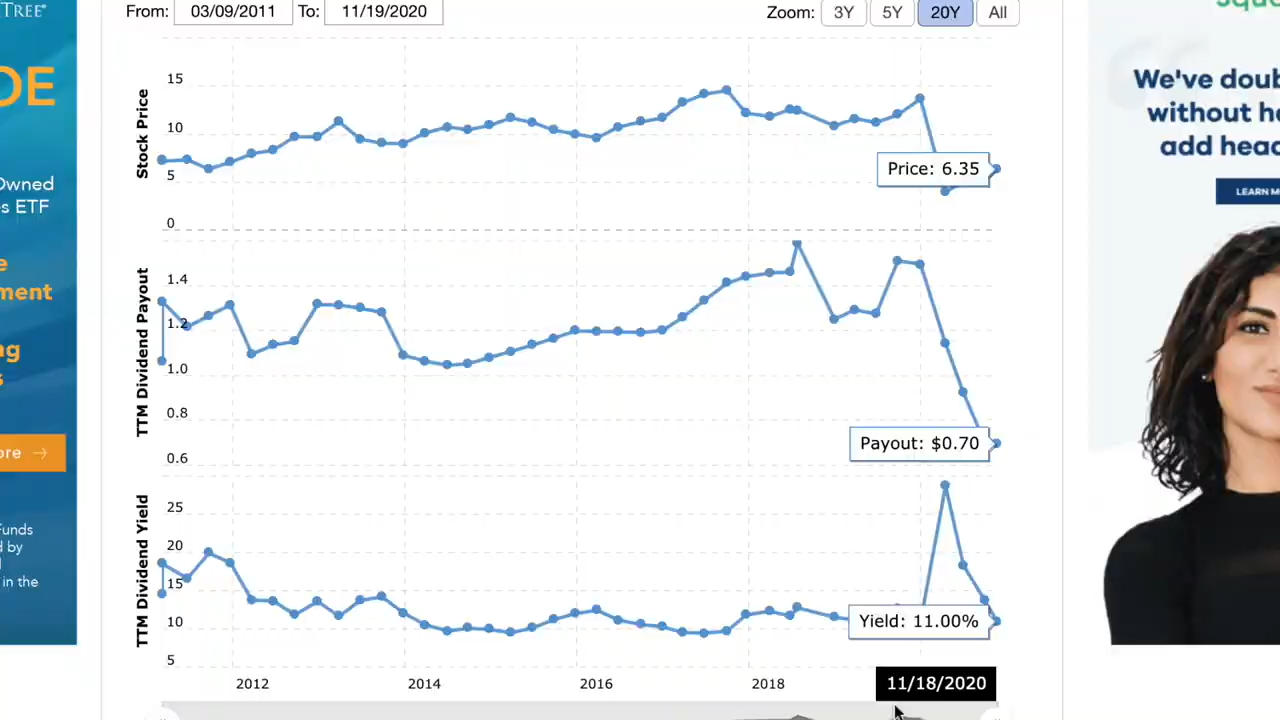 TREE®
From: 03/09/2011 To: 11/19/2020
Zoom: 3Y 5Y 20Y All
DE
Owned
s ETF
e
ment
ng
s
ore →
Funds
d by
in the
Stock Price
15
10
5
0
Price: 6.35
TTM Dividend Payout
1.4
1.2
1.0
0.8
0.6
Payout: $0.70
TTM Dividend Yield
25
20
15
10
5
Yield: 11.00%
2012 2014 2016 2018 11/18/2020
We've doub
without he
add head
LEARN M